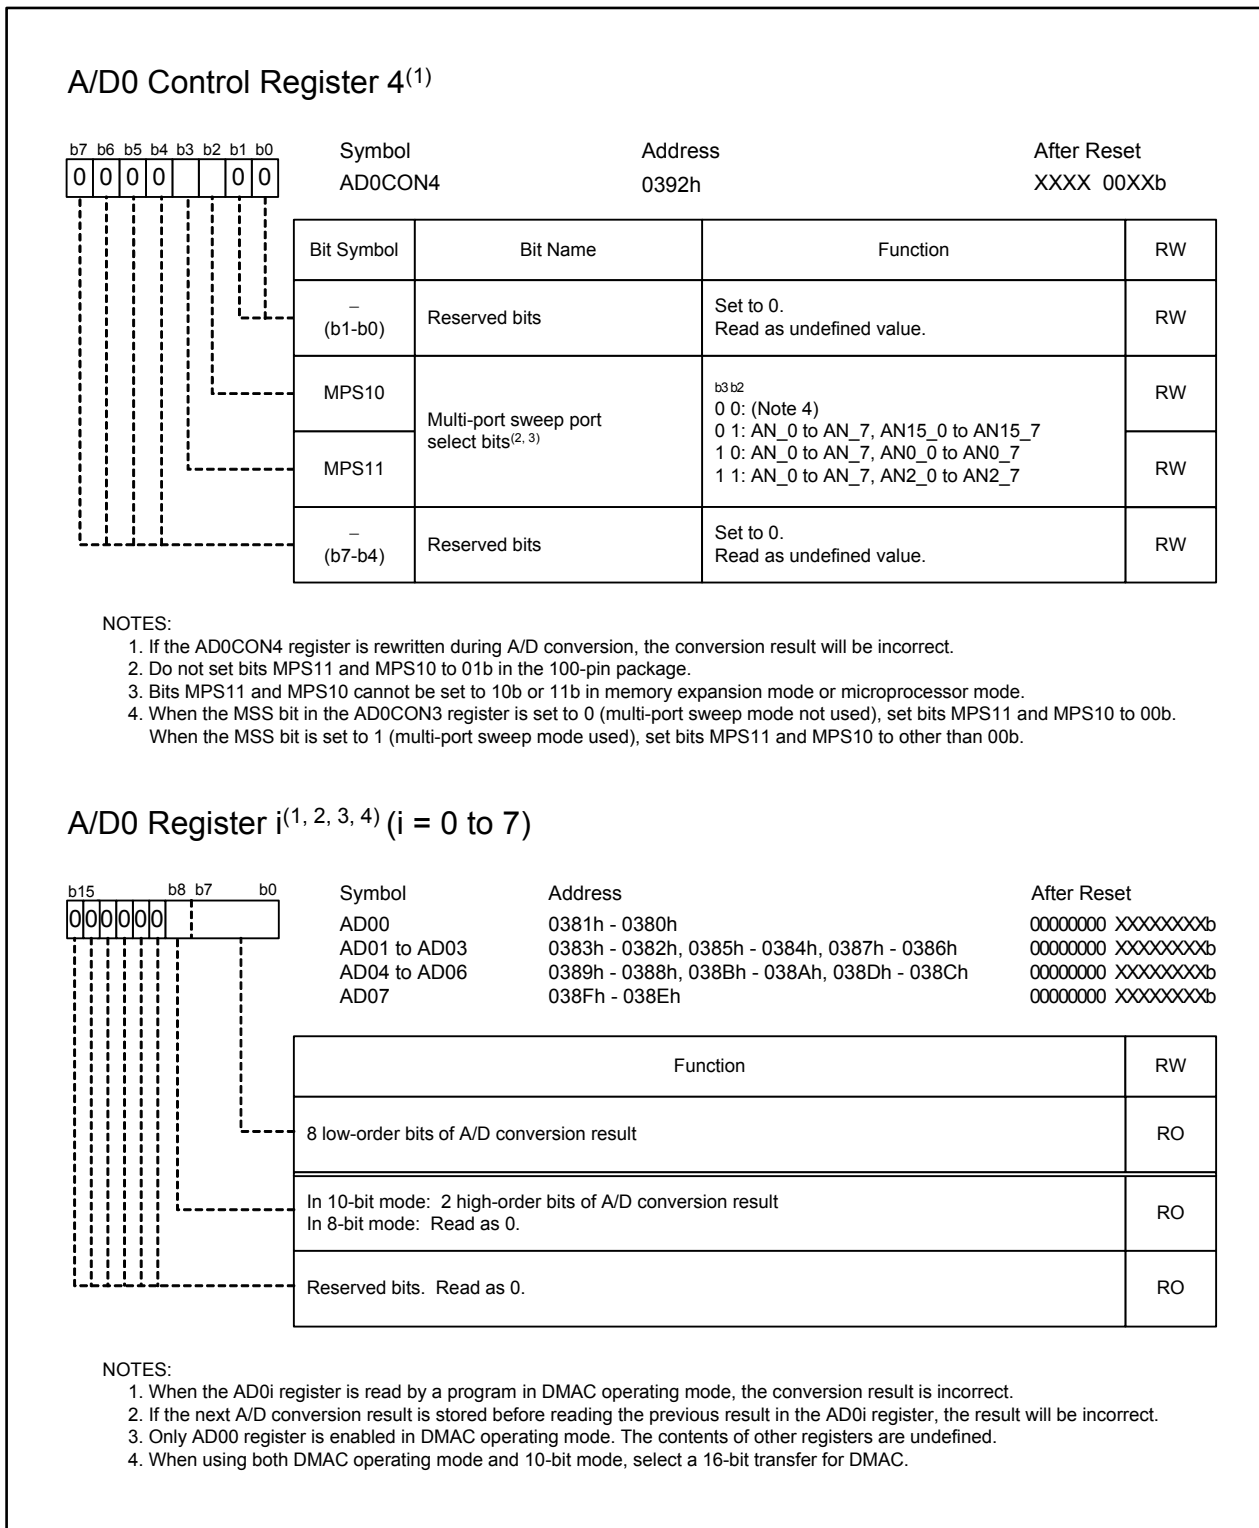 A/D0 Control Register 4(1)
b7 b6 b5 b4 b3 b2 b1 b0
0 0 0 0 0 0
Symbol Address After Reset
AD0CON4 0392h XXXX 00XXb
Bit Symbol Bit Name Function RW
–
(b1-b0) Reserved bits Set to 0.
Read as undefined value. RW
MPS10 Multi-port sweep port
select bits(2, 3) b3 b2
0 0: (Note 4)
0 1: AN_0 to AN_7, AN15_0 to AN15_7
1 0: AN_0 to AN_7, AN0_0 to AN0_7
1 1: AN_0 to AN_7, AN2_0 to AN2_7 RW
MPS11 RW
–
(b7-b4) Reserved bits Set to 0.
Read as undefined value. RW
NOTES:
1. If the AD0CON4 register is rewritten during A/D conversion, the conversion result will be incorrect.
2. Do not set bits MPS11 and MPS10 to 01b in the 100-pin package.
3. Bits MPS11 and MPS10 cannot be set to 10b or 11b in memory expansion mode or microprocessor mode.
4. When the MSS bit in the AD0CON3 register is set to 0 (multi-port sweep mode not used), set bits MPS11 and MPS10 to 00b.
When the MSS bit is set to 1 (multi-port sweep mode used), set bits MPS11 and MPS10 to other than 00b.
A/D0 Register i(1, 2, 3, 4) (i = 0 to 7)
b15 b8 b7 b0
0 0 0 0 0 0
Symbol Address After Reset
AD00 0381h - 0380h 00000000 XXXXXXXXb
AD01 to AD03 0383h - 0382h, 0385h - 0384h, 0387h - 0386h 00000000 XXXXXXXXb
AD04 to AD06 0389h - 0388h, 038Bh - 038Ah, 038Dh - 038Ch 00000000 XXXXXXXXb
AD07 038Fh - 038Eh 00000000 XXXXXXXXb
Function RW
8 low-order bits of A/D conversion result RO
In 10-bit mode: 2 high-order bits of A/D conversion result
In 8-bit mode: Read as 0. RO
Reserved bits. Read as 0. RO
NOTES:
1. When the AD0i register is read by a program in DMAC operating mode, the conversion result is incorrect.
2. If the next A/D conversion result is stored before reading the previous result in the AD0i register, the result will be incorrect.
3. Only AD00 register is enabled in DMAC operating mode. The contents of other registers are undefined.
4. When using both DMAC operating mode and 10-bit mode, select a 16-bit transfer for DMAC.